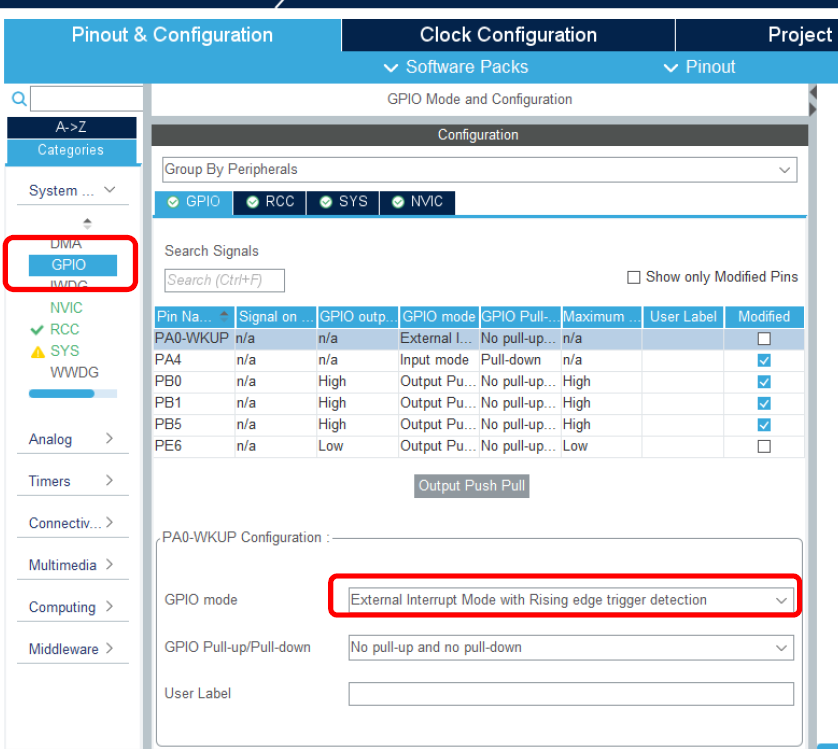 Pinout & Configuration
Clock Configuration
Project
Software Packs
Pinout
GPIO Mode and Configuration
A->Z
Categories
Configuration
Group By Peripherals
System ...
GPIO RCC SYS NVIC
DMA
GPIO
IWDG
NVIC
RCC
SYS
WWDG
Analog
Timers
Connectiv...
Multimedia
Computing
Middleware
Search Signals
Search (Ctrl+F)
Show only Modified Pins
Pin Na... Signal on ... GPIO outp... GPIO mode GPIO Pull-... Maximum ... User Label Modified
PA0-WKUP n/a n/a External I... No pull-up... n/a
PA4 n/a n/a Input mode Pull-down n/a
PB0 n/a High Output Pu... No pull-up... High
PB1 n/a High Output Pu... No pull-up... High
PB5 n/a High Output Pu... No pull-up... High
PE6 n/a Low Output Pu... No pull-up... Low
Output Push Pull
PA0-WKUP Configuration :
GPIO mode
External Interrupt Mode with Rising edge trigger detection
GPIO Pull-up/Pull-down
No pull-up and no pull-down
User Label